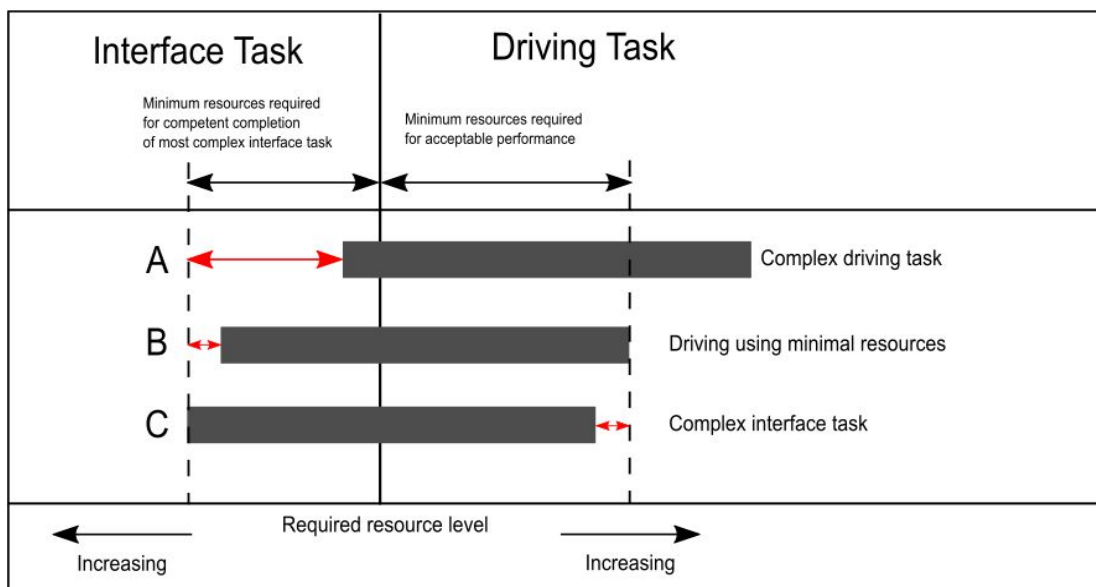 Interface Task
Driving Task
Minimum resources required
for competent completion
of most complex interface task
Minimum resources required
for acceptable performance
A
Complex driving task
B
Driving using minimal resources
C
Complex interface task
Required resource level
Increasing
Increasing